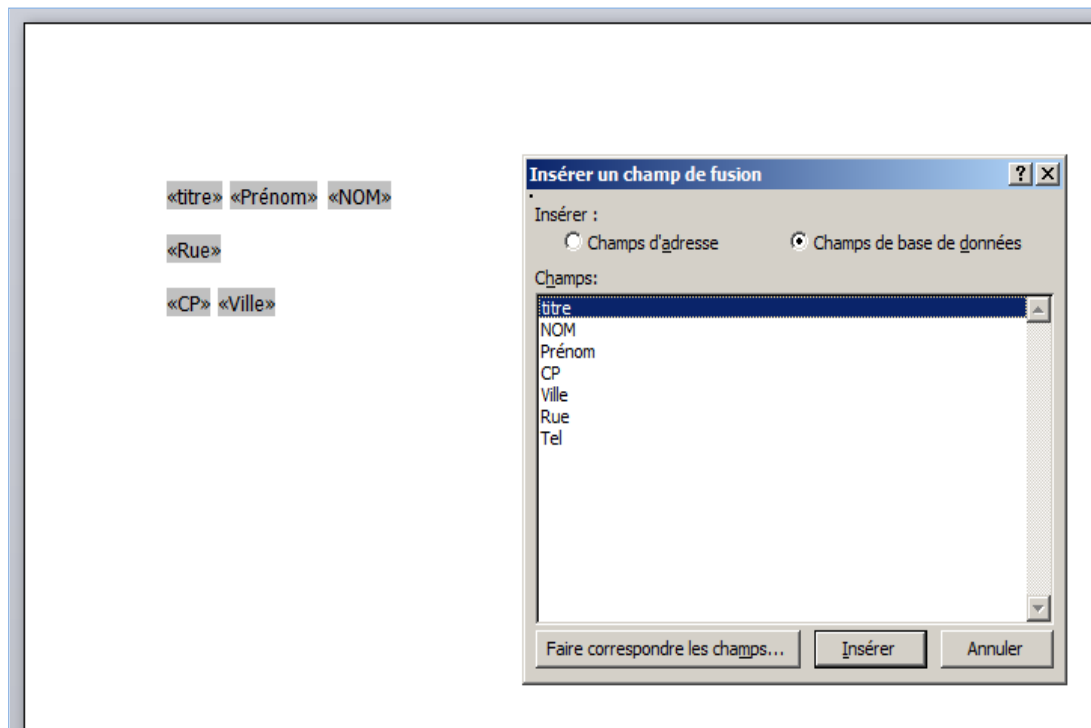 «titre» «Prénom» «NOM»
«Rue»
«CP» «Ville»
Insérer un champ de fusion
Insérer :
Champs d'adresse Champs de base de données
Champs:
titre
NOM
Prénom
CP
Ville
Rue
Tel
Faire correspondre les champs... Insérer Annuler